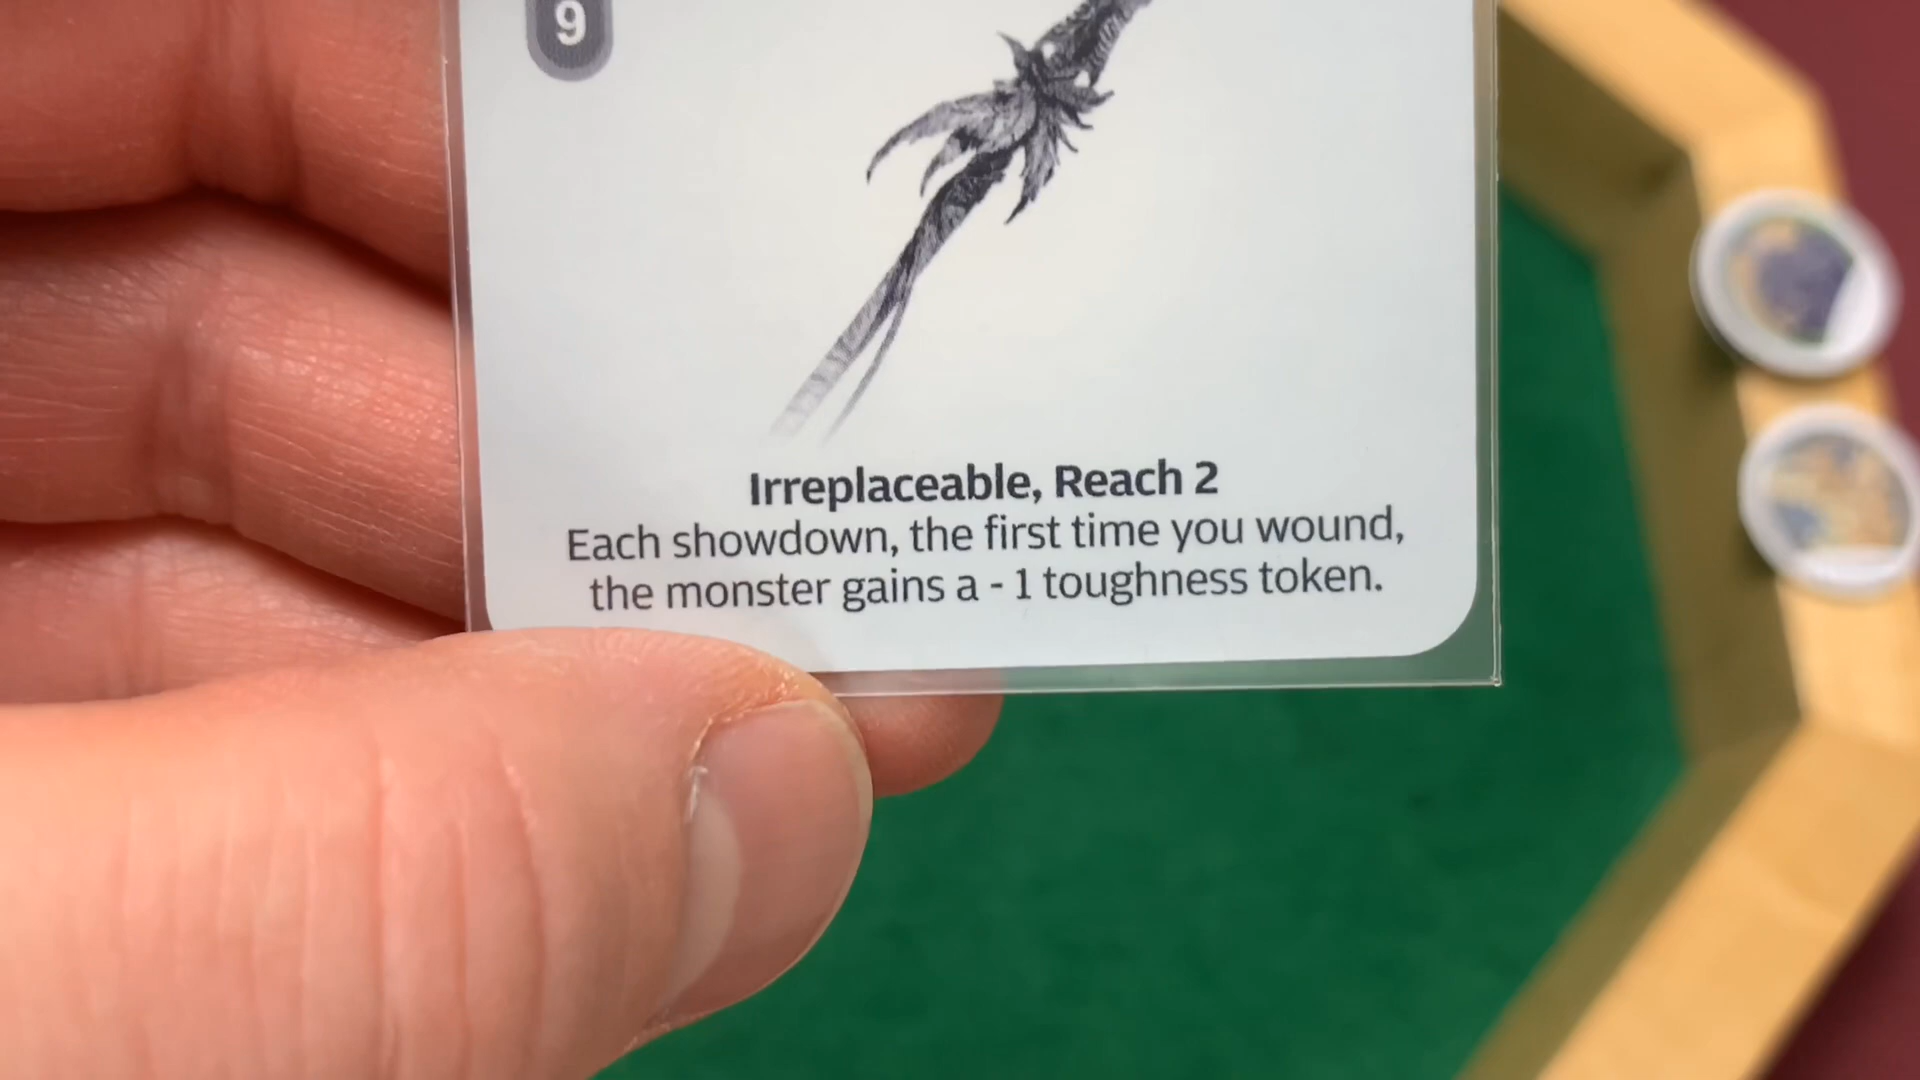 9
Irreplaceable, Reach 2
Each showdown, the first time you wound,
the monster gains a - 1 toughness token.